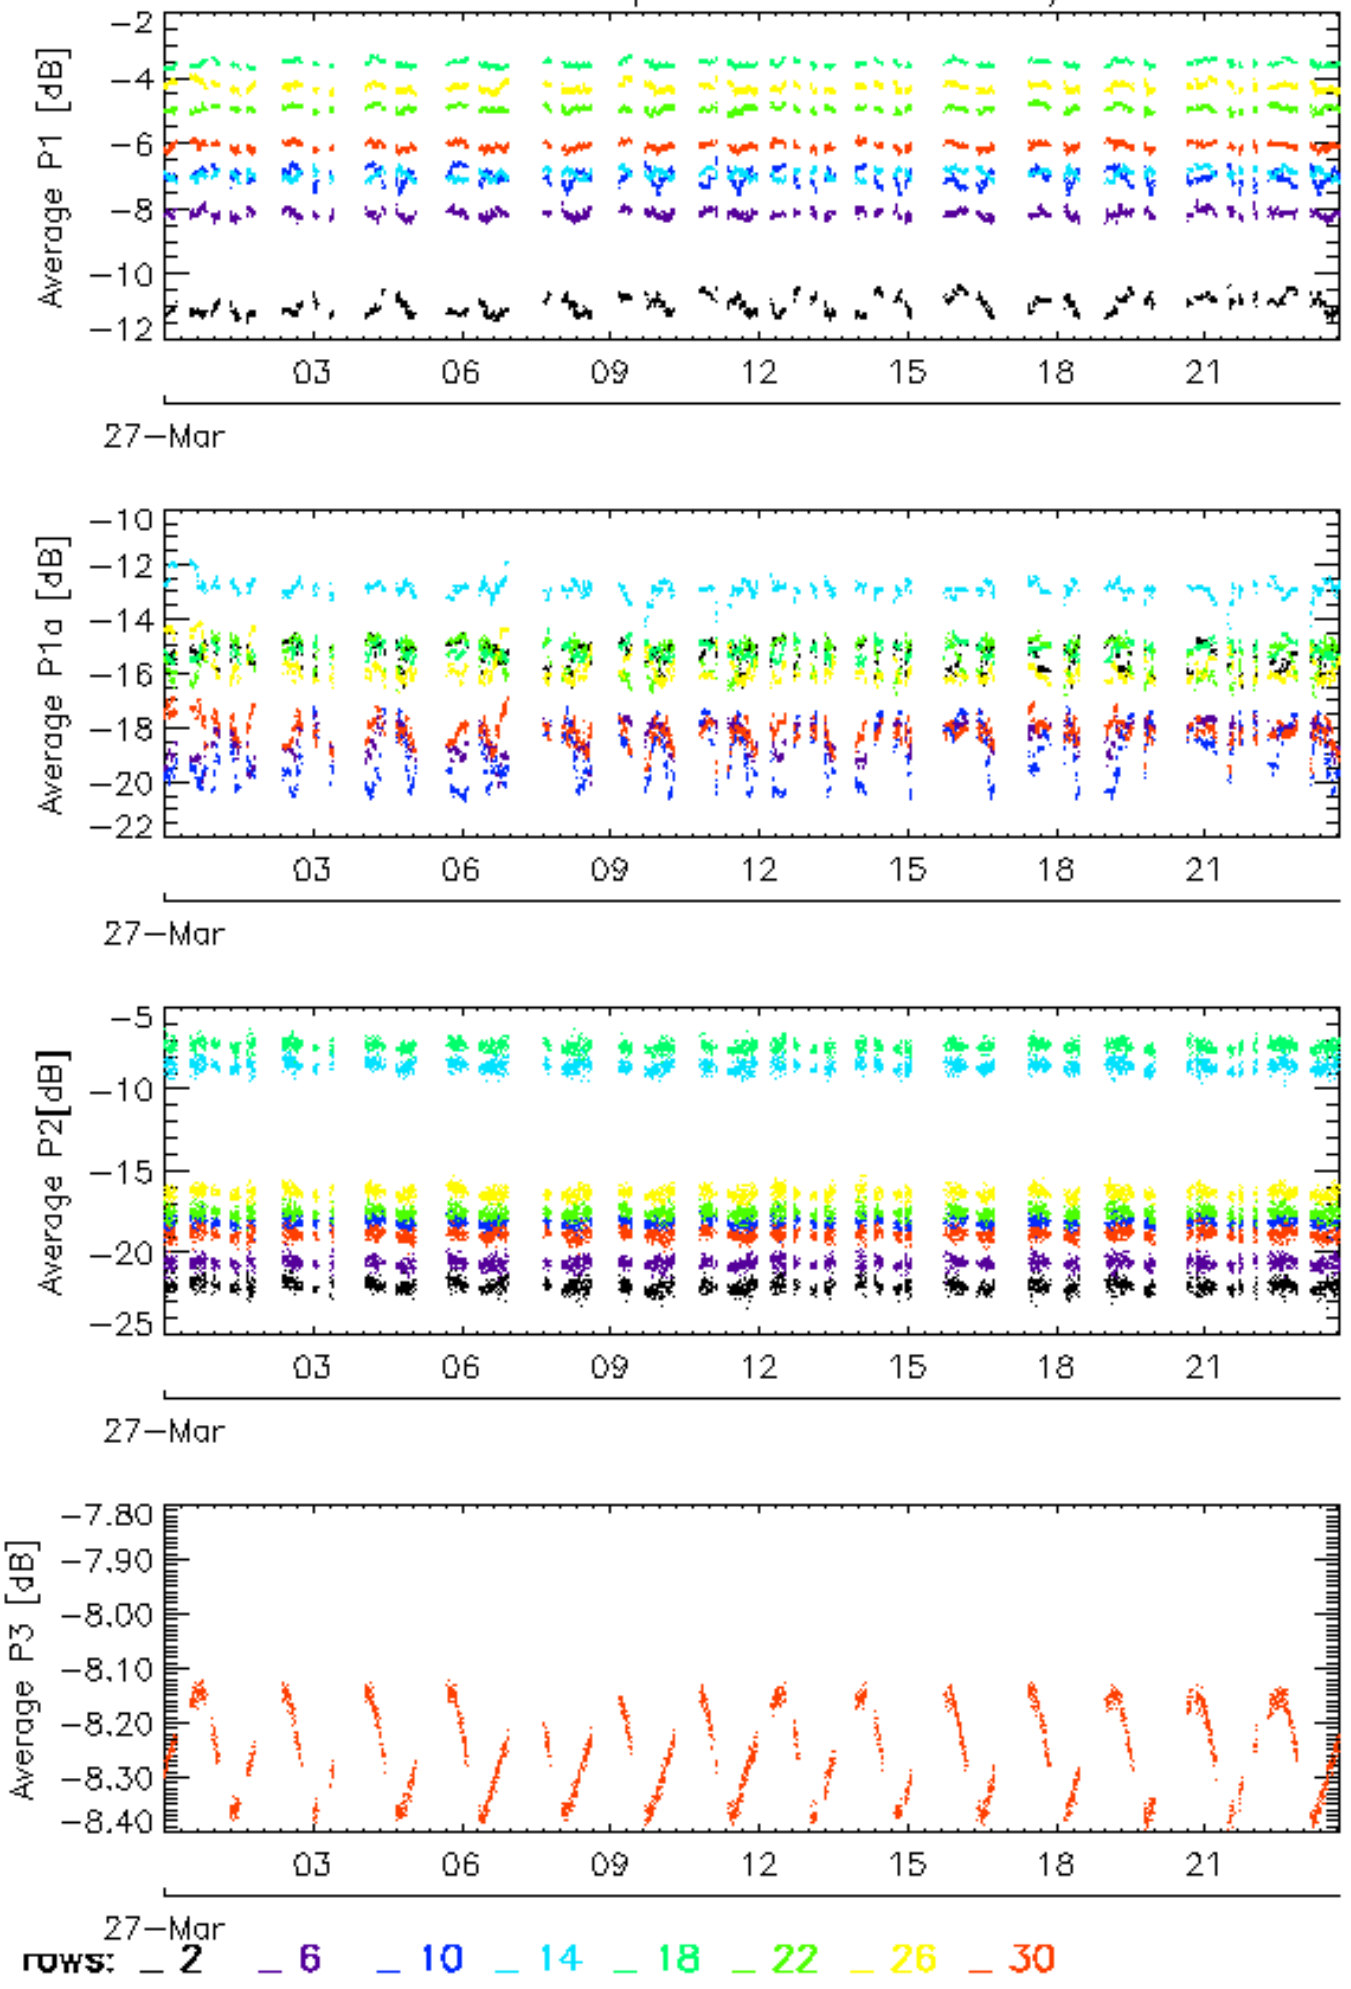 −2
−4
−6
−8
−10
−12
Average P1 [dB]
03 06 09 12 15 18 21
27−Mar
−10
−12
−14
−16
−18
−20
−22
Average P1a [dB]
03 06 09 12 15 18 21
27−Mar
−5
−10
−15
−20
−25
Average P2[dB]
03 06 09 12 15 18 21
27−Mar
−7.80
−7.90
−8.00
−8.10
−8.20
−8.30
−8.40
Average P3 [dB]
03 06 09 12 15 18 21
27−Mar
rows: _ 2 _ 6 _ 10 _ 14 _ 18 _ 22 _ 26 _ 30